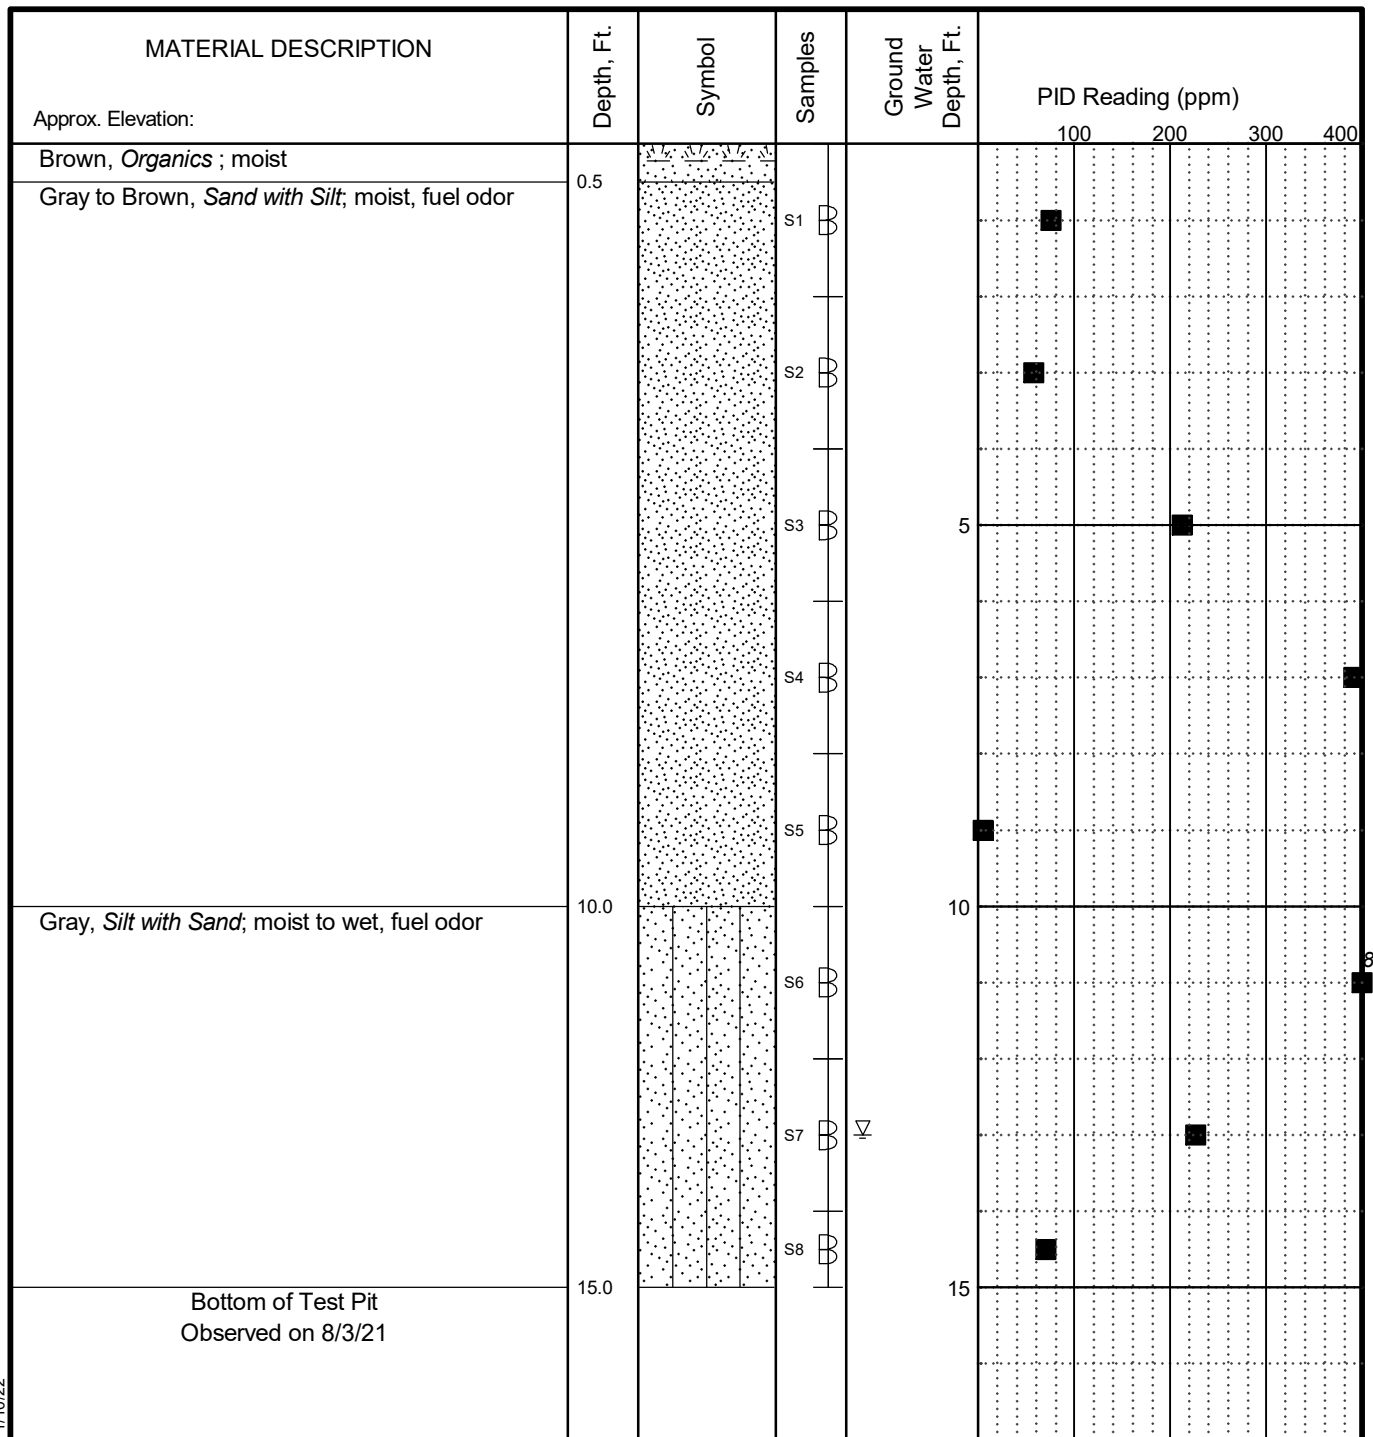 MATERIAL DESCRIPTION
Approx. Elevation:
Depth, Ft.
Symbol
Samples
Ground
Water
Depth, Ft.
PID Reading (ppm)
100 200 300 400
Brown, Organics ; moist
0.5
Gray to Brown, Sand with Silt; moist, fuel odor
S1
S2
S3
5
S4
S5
10.0
10
Gray, Silt with Sand; moist to wet, fuel odor
S6
S7
S8
15.0
15
Bottom of Test Pit
Observed on 8/3/21